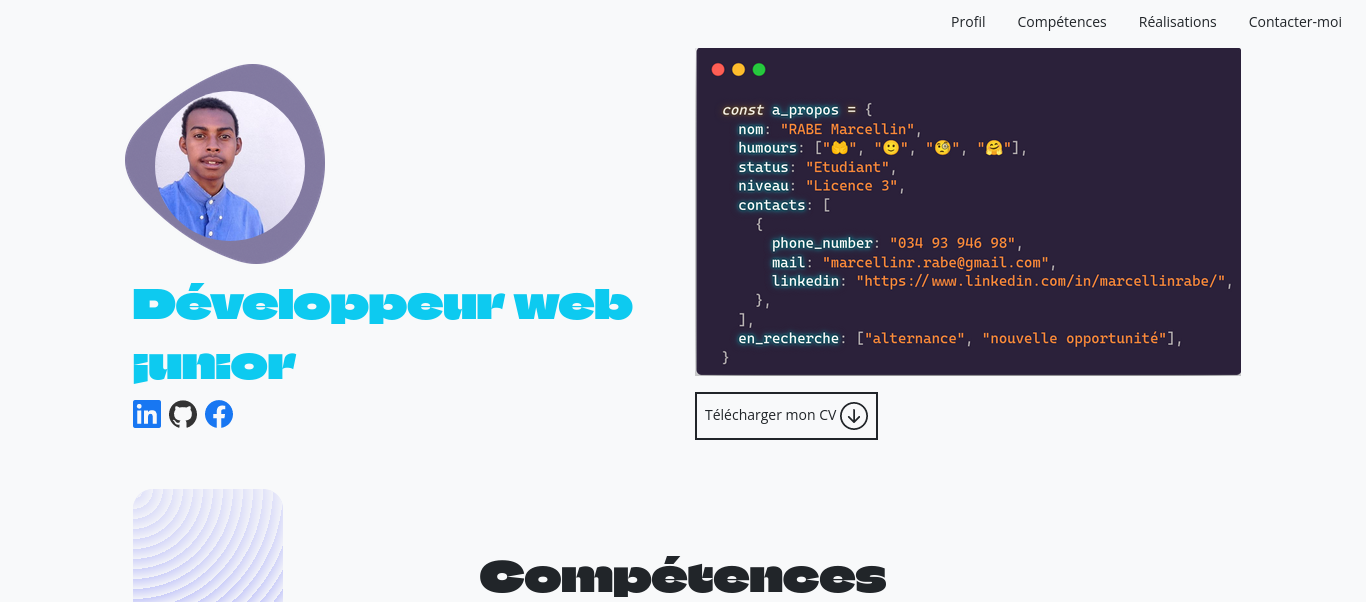 Profil Compétences Réalisations Contacter-moi
Développeur web
junior
const a_propos = {
nom: "RABE Marcellin",
humours: ["🤲", "🙂", "🧐", "🤗"],
status: "Etudiant",
niveau: "Licence 3",
contacts: [
{
phone_number: "034 93 946 98",
mail: "marcellinr.rabe@gmail.com",
linkedin: "https://www.linkedin.com/in/marcellinrabe/",
},
],
en_recherche: ["alternance", "nouvelle opportunité"],
}
Télécharger mon CV
Compétences